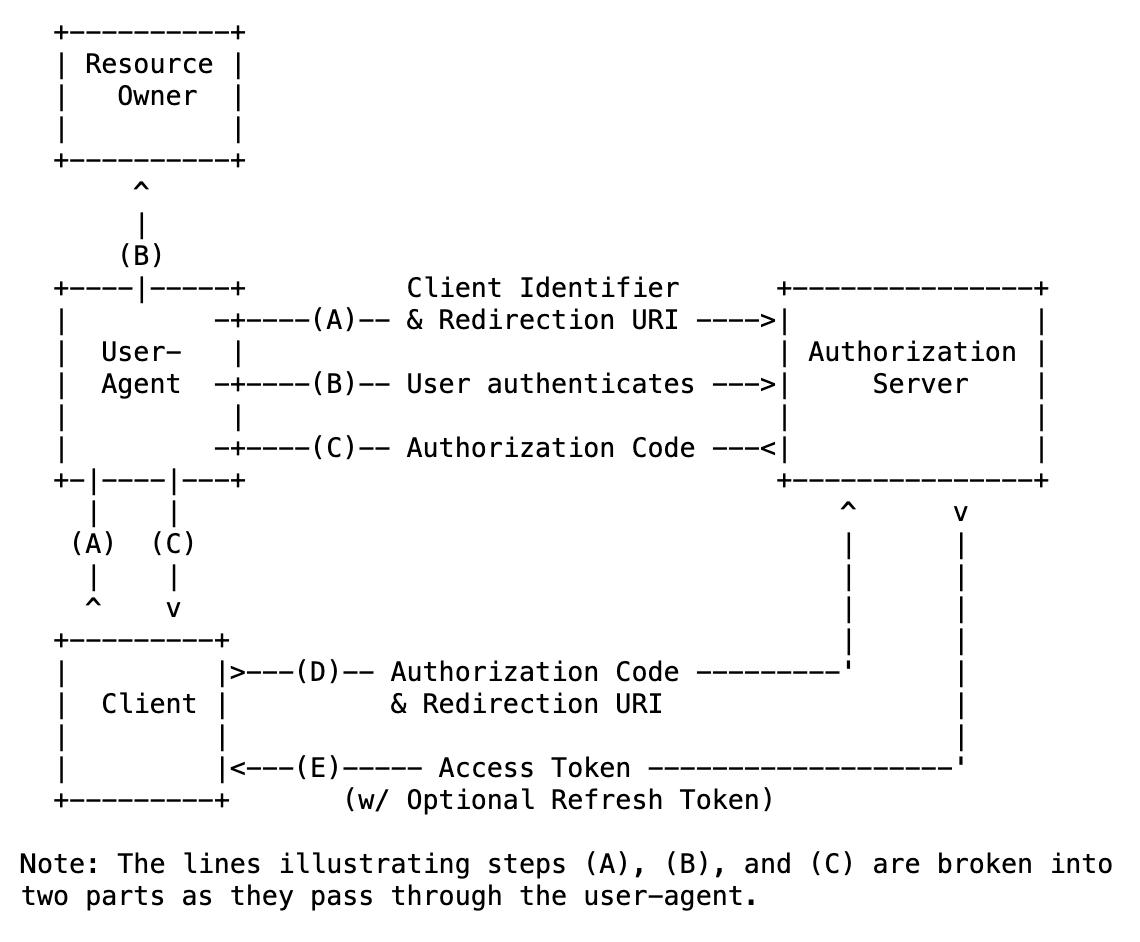 +----------+
| Resource |
|   Owner  |
|          |
+----------+
     ^
     |
    (B)
+----|-----+          Client Identifier      +---------------+
|         -+----(A)-- & Redirection URI ---->|               |
|  User-   |                                 | Authorization |
|  Agent  -+----(B)-- User authenticates --->|     Server    |
|          |                                 |               |
|         -+----(C)-- Authorization Code ---<|               |
+-|----|---+                                 +---------------+
  |    |                                         ^      v
 (A)  (C)                                        |      |
  |    |                                         |      |
  ^    v                                         |      |
+---------+                                      |      |
|         |>---(D)-- Authorization Code ---------'      |
|  Client |          & Redirection URI                  |
|         |                                             |
|         |<---(E)----- Access Token -------------------'
+---------+       (w/ Optional Refresh Token)
Note: The lines illustrating steps (A), (B), and (C) are broken into
two parts as they pass through the user-agent.